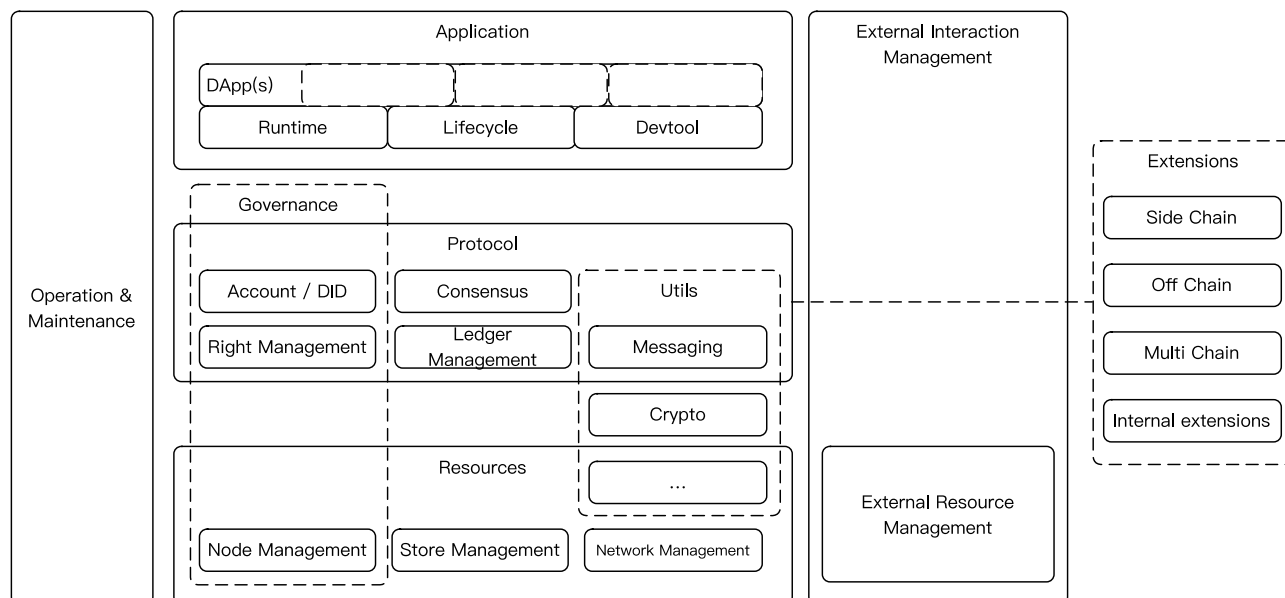 Operation &
Maintenance
Application
DApp(s)
Runtime
Lifecycle
Devtool
Governance
Protocol
Account / DID
Consensus
Utils
Right Management
Ledger
Management
Messaging
Crypto
Resources
...
Node Management
Store Management
Network Management
External Interaction
Management
External Resource
Management
Extensions
Side Chain
Off Chain
Multi Chain
Internal extensions